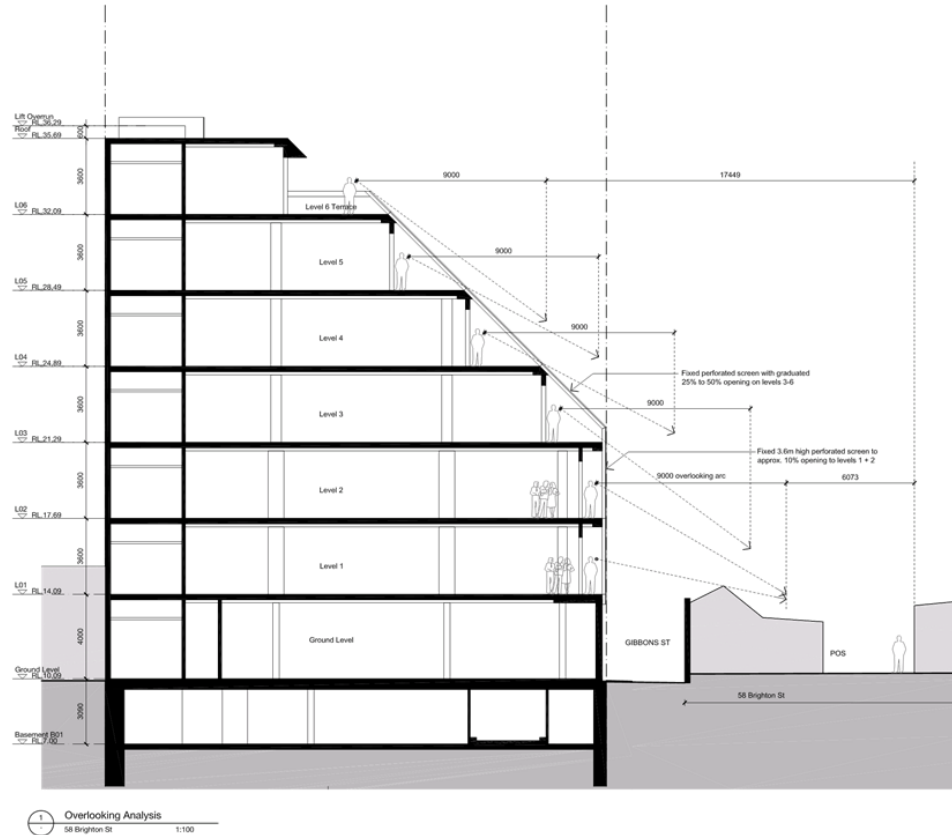 Lift Overrun
RL.36.29
Roof
RL.35.69
600
3600
L06
RL.32.09
3600
L05
RL.28.49
3600
L04
RL.24.89
3600
L03
RL.21.29
3600
L02
RL.17.69
3600
L01
RL.14.09
4000
Ground Level
RL.10.09
3090
Basement B01
RL.7.00
9000
17449
Level 6 Terrace
9000
Level 5
9000
Level 4
Fixed perforated screen with graduated
25% to 50% opening on levels 3-6
9000
Level 3
Fixed 3.6m high perforated screen to
approx. 10% opening to levels 1 + 2
9000 overlooking arc
6073
Level 2
Level 1
Ground Level
GIBBONS ST
POS
58 Brighton St
1
Overlooking Analysis
58 Brighton St
1:100